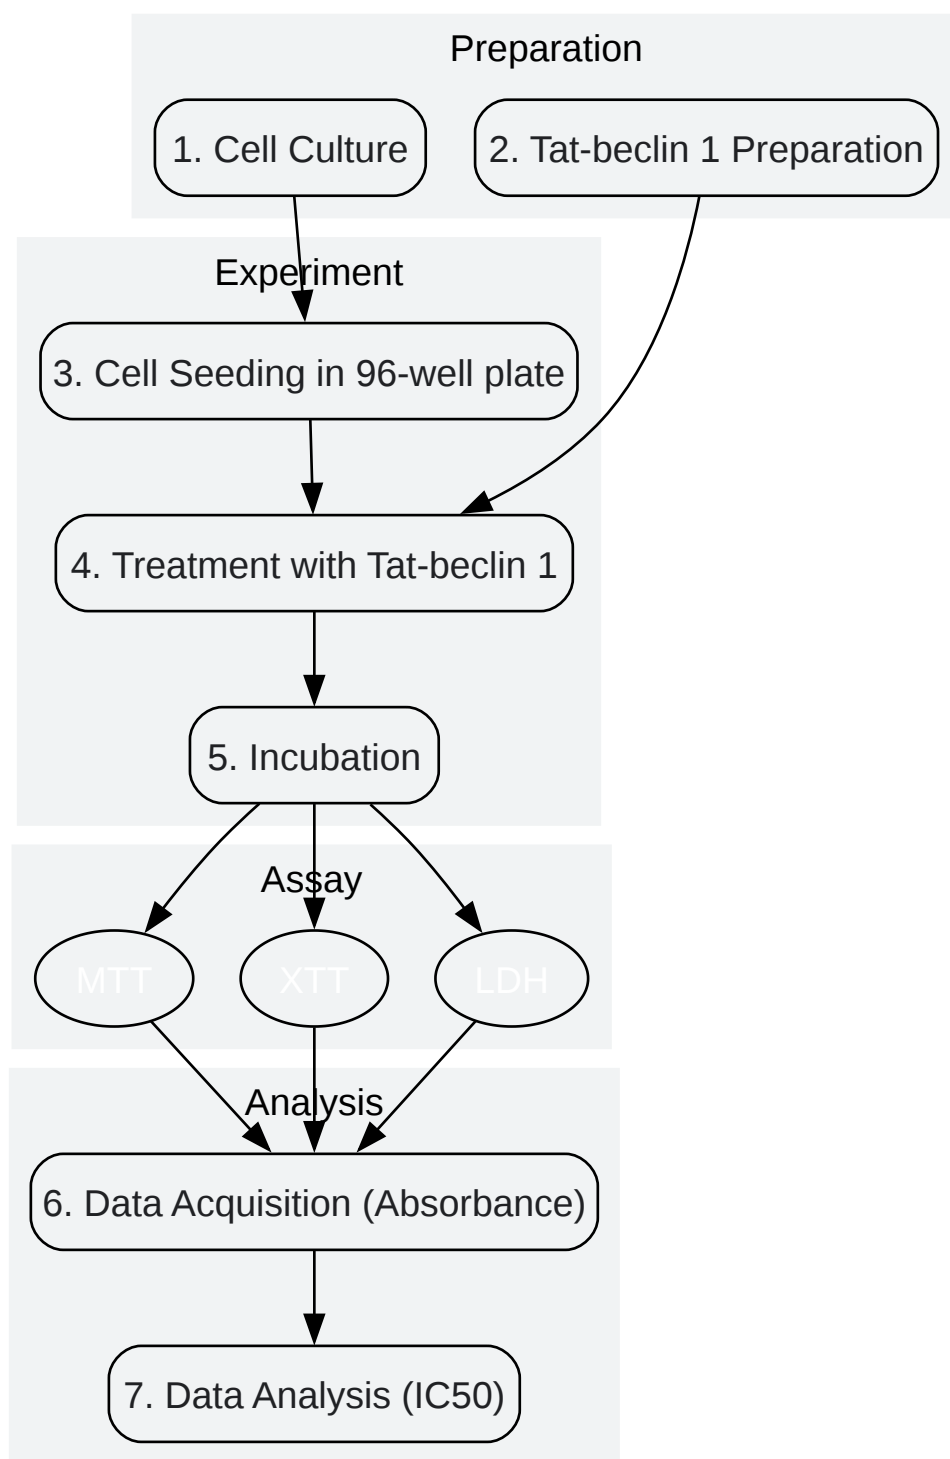 Preparation
1. Cell Culture
2. Tat-beclin 1 Preparation
Experiment
3. Cell Seeding in 96-well plate
4. Treatment with Tat-beclin 1
5. Incubation
Assay
MTT
XTT
LDH
Analysis
6. Data Acquisition (Absorbance)
7. Data Analysis (IC50)